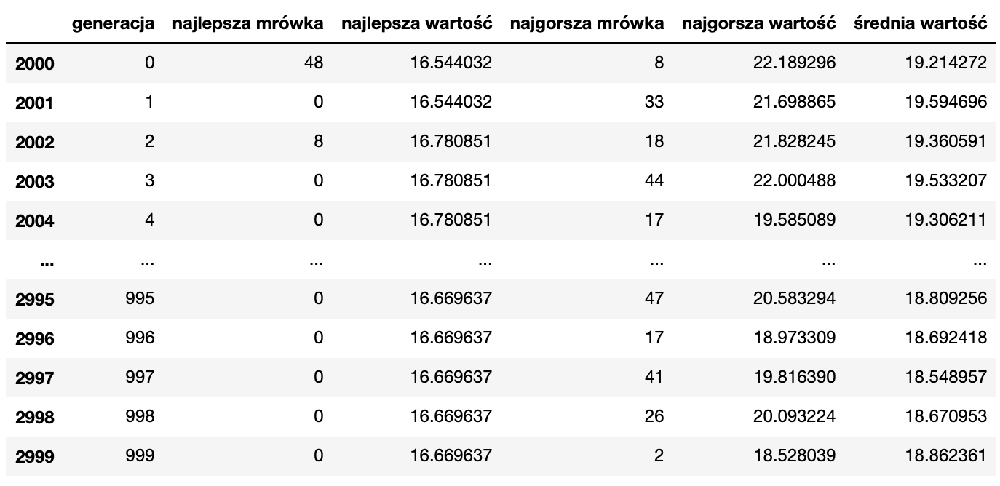 generacja najlepsza mrówka najlepsza wartość najgorsza mrówka najgorsza wartość średnia wartość
2000 0 48 16.544032 8 22.189296 19.214272
2001 1 0 16.544032 33 21.698865 19.594696
2002 2 8 16.780851 18 21.828245 19.360591
2003 3 0 16.780851 44 22.000488 19.533207
2004 4 0 16.780851 17 19.585089 19.306211
... ... ... ... ... ... ...
2995 995 0 16.669637 47 20.583294 18.809256
2996 996 0 16.669637 17 18.973309 18.692418
2997 997 0 16.669637 41 19.816390 18.548957
2998 998 0 16.669637 26 20.093224 18.670953
2999 999 0 16.669637 2 18.528039 18.862361